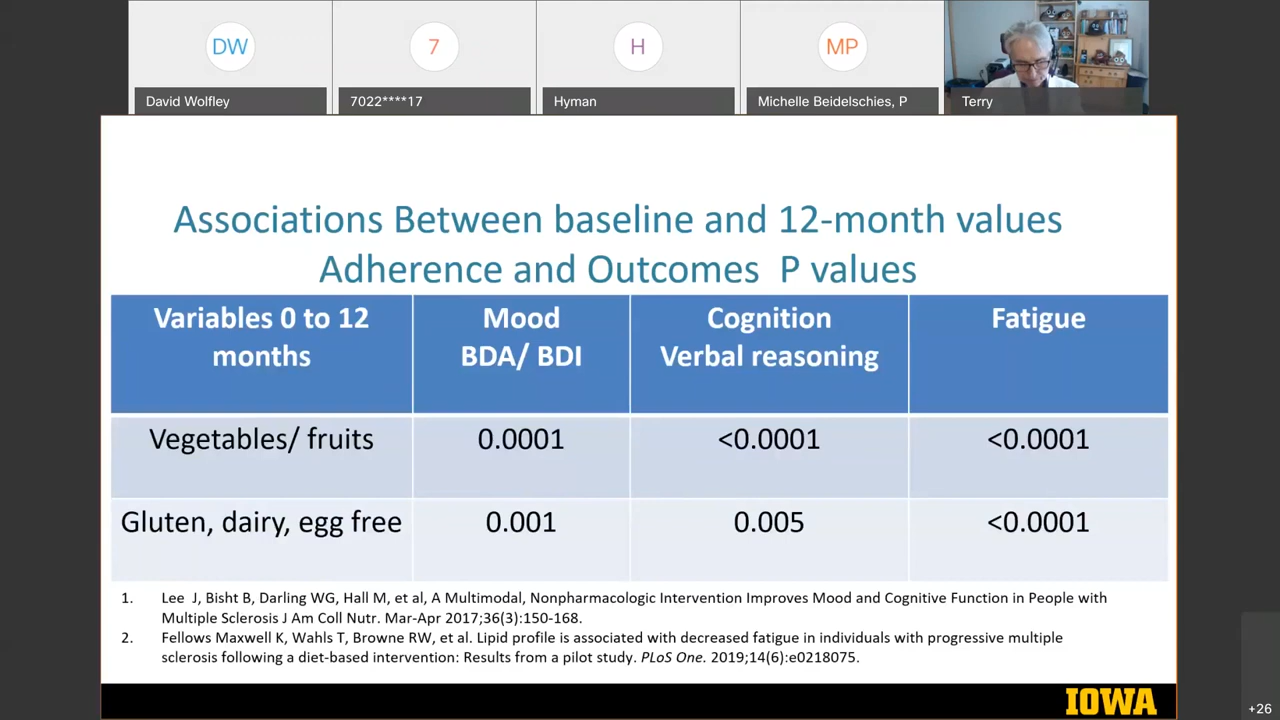 DW
7
H
MP
David Wolfley
7022****17
Hyman
Michelle Beidelschies, P
Terry
Associations Between baseline and 12-month values
Adherence and Outcomes P values
Variables 0 to 12
months
Mood
BDA/ BDI
Cognition
Verbal reasoning
Fatigue
Vegetables/ fruits
0.0001
<0.0001
<0.0001
Gluten, dairy, egg free
0.001
0.005
<0.0001
1. Lee J, Bisht B, Darling WG, Hall M, et al, A Multimodal, Nonpharmacologic Intervention Improves Mood and Cognitive Function in People with
Multiple Sclerosis J Am Coll Nutr. Mar-Apr 2017;36(3):150-168.
2. Fellows Maxwell K, Wahls T, Browne RW, et al. Lipid profile is associated with decreased fatigue in individuals with progressive multiple
sclerosis following a diet-based intervention: Results from a pilot study. PLoS One. 2019;14(6):e0218075.
IOWA
+26